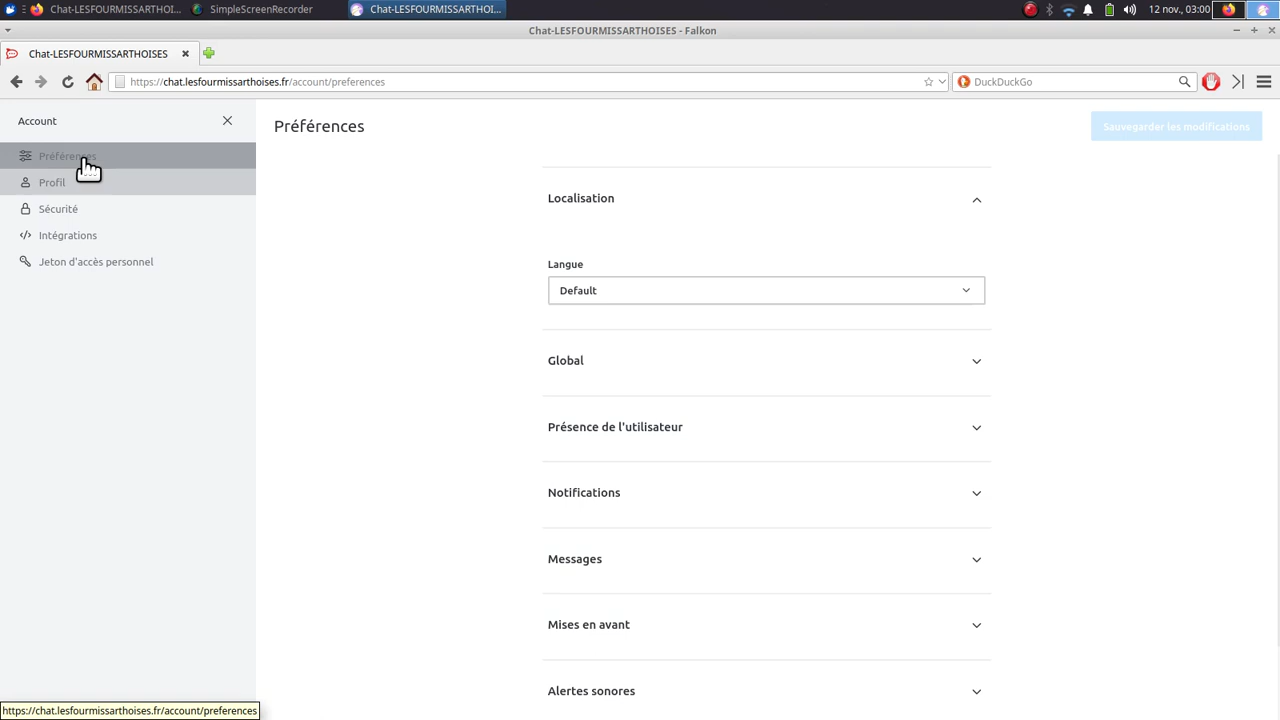 Chat-LESFOURMISSARTHOI...
SimpleScreenRecorder
Chat-LESFOURMISSARTHOI...
12 nov., 03:00
Chat-LESFOURMISSARTHOISES - Falkon
Chat-LESFOURMISSARTHOISES
https://chat.lesfourmissarthoises.fr/account/preferences
DuckDuckGo
Account
Préférences
Sauvegarder les modifications
Préférences
Profil
Sécurité
Intégrations
Jeton d'accès personnel
Localisation
Langue
Default
Global
Présence de l'utilisateur
Notifications
Messages
Mises en avant
Alertes sonores
https://chat.lesfourmissarthoises.fr/account/preferences